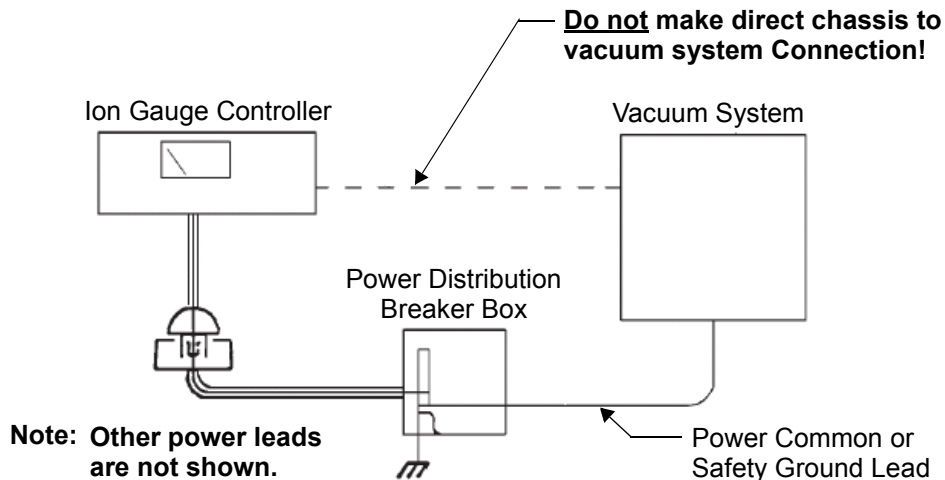 Do not make direct chassis to
vacuum system Connection!
Ion Gauge Controller
Vacuum System
Power Distribution
Breaker Box
Note: Other power leads
are not shown.
Power Common or
Safety Ground Lead